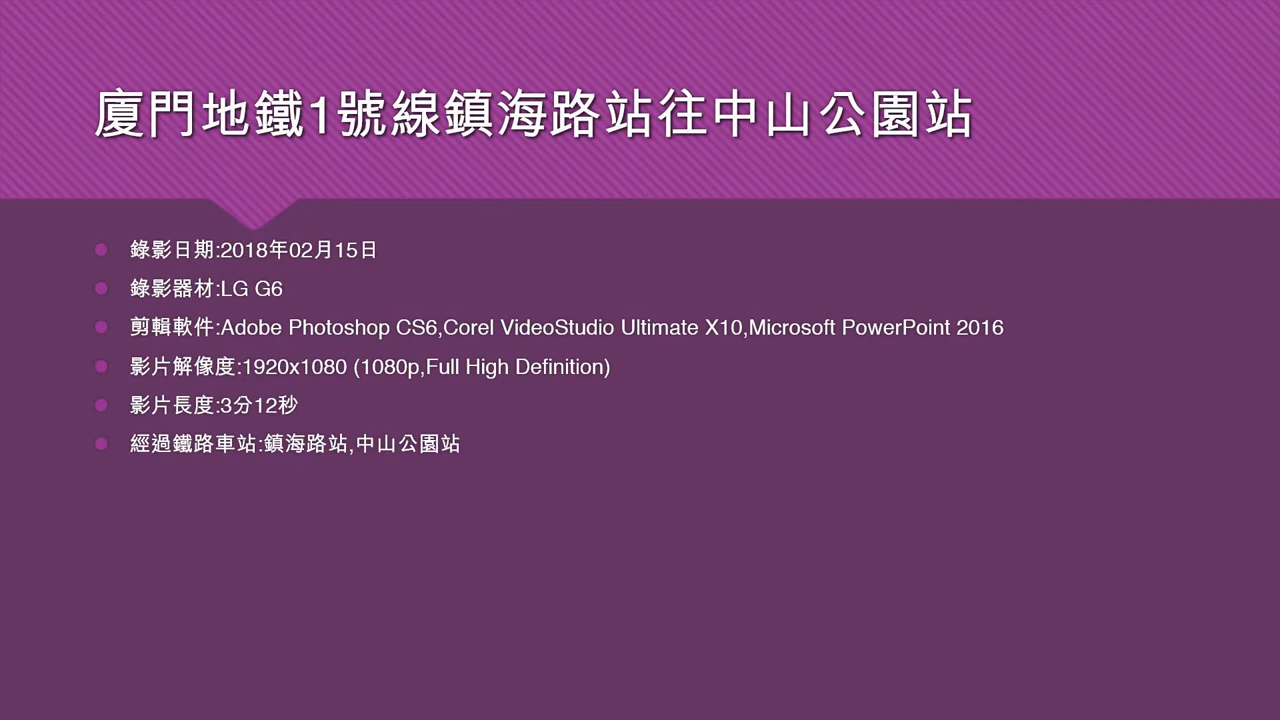 廈門地鐵1號線鎮海路站往中山公園站
錄影日期:2018年02月15日
錄影器材:LG G6
剪輯軟件:Adobe Photoshop CS6,Corel VideoStudio Ultimate X10,Microsoft PowerPoint 2016
影片解像度:1920x1080 (1080p,Full High Definition)
影片長度:3分12秒
經過鐵路車站:鎮海路站,中山公園站